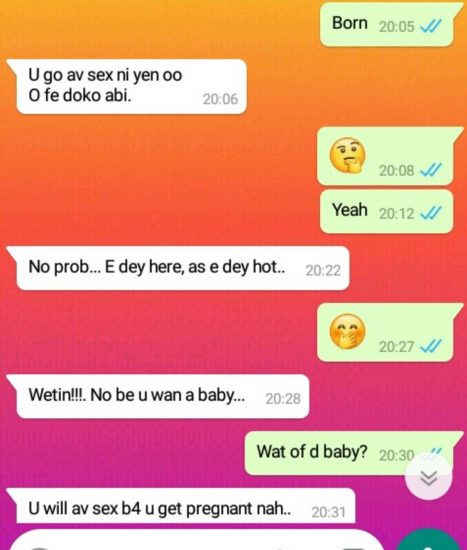 Born 20:05
U go av sex ni yen oo
O fe doko abi. 20:06
🤔 20:08
Yeah 20:12
No prob... E dey here, as e dey hot.. 20:22
🤭 20:27
Wetin!!!. No be u wan a baby... 20:28
Wat of d baby? 20:30
U will av sex b4 u get pregnant nah.. 20:31